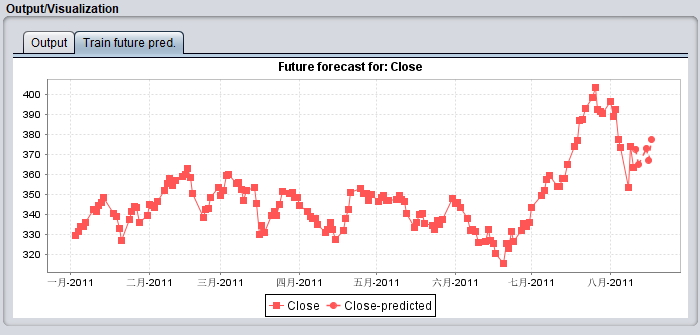 Output/Visualization
Output Train future pred.
Future forecast for: Close
400
390
380
370
360
350
340
330
320
一月-2011 二月-2011 三月-2011 四月-2011 五月-2011 六月-2011 七月-2011 八月-2011
Close Close-predicted